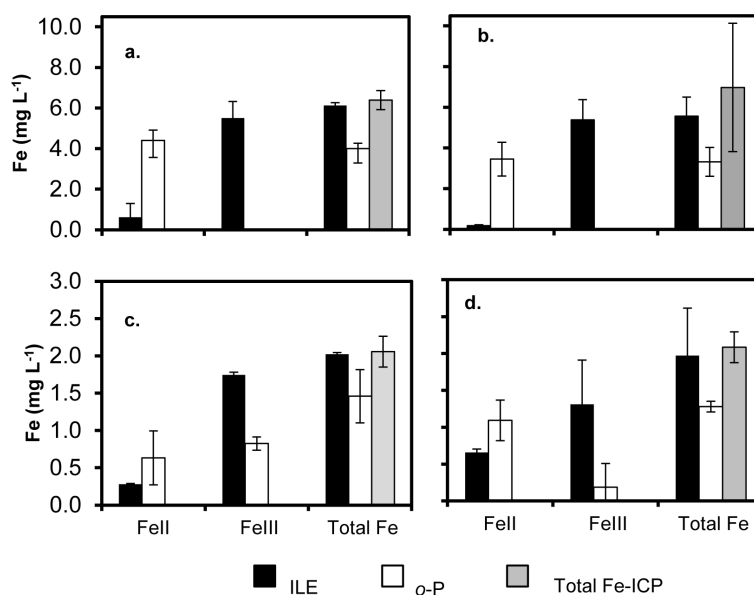 a.
b.
Fe (mg L-1)
10.0
8.0
6.0
4.0
2.0
0.0
c.
d.
Fe (mg L-1)
3.0
2.5
2.0
1.5
1.0
0.5
0.0
FeII FeIII Total Fe
FeII FeIII Total Fe
ILE o-P Total Fe-ICP